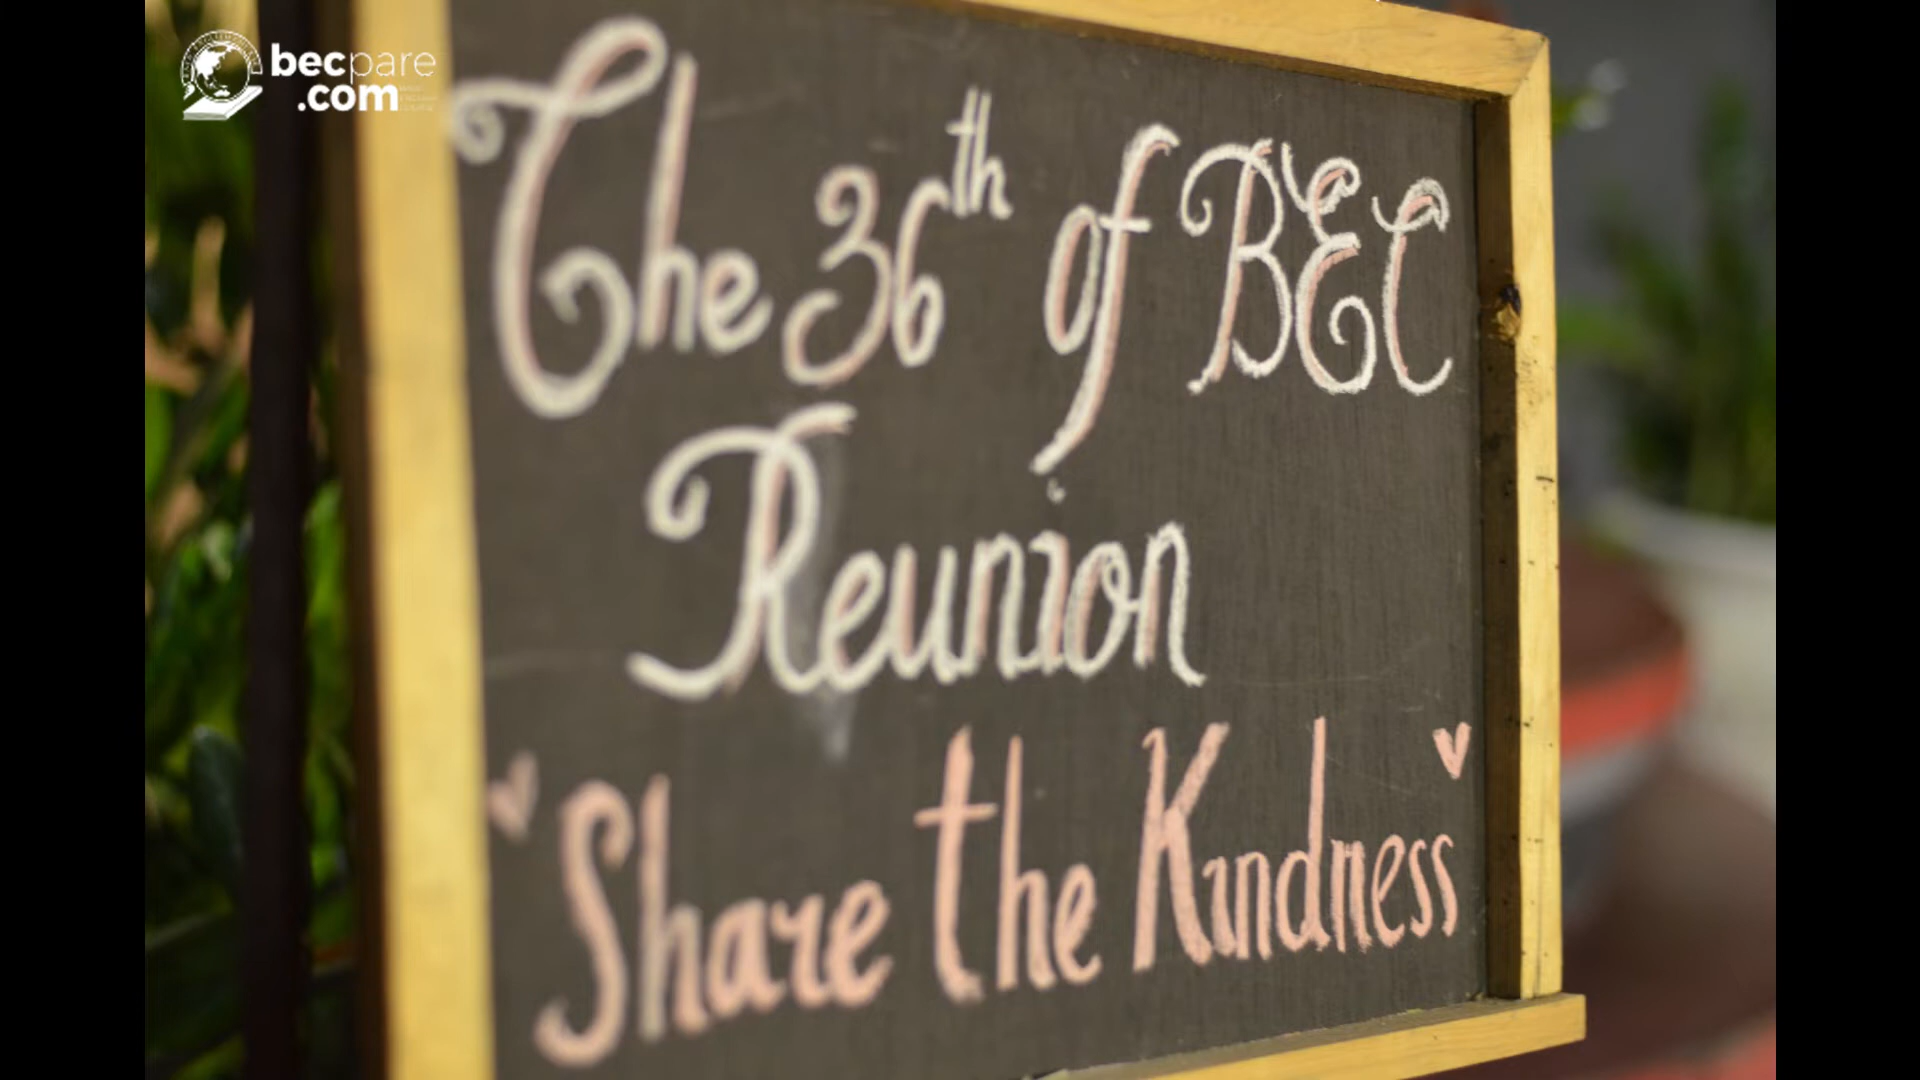 becpare
.com
The 36th of BEC
Reunion
"Share the Kindness"